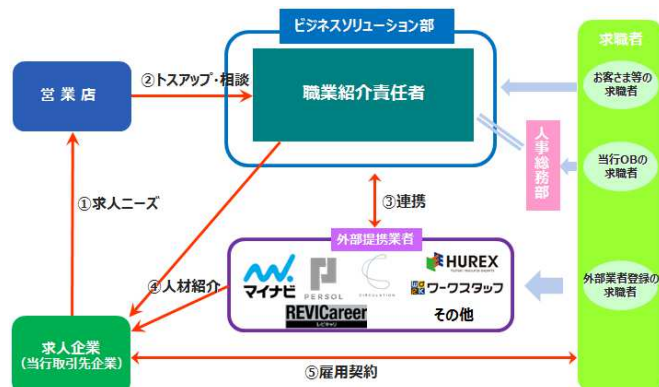 ビジネスソリューション部
求職者
営業店
②トスアップ・相談
職業紹介責任者
お客さま等の
求職者
人事総務部
当行OBの
求職者
①求人ニーズ
③連携
外部提携業者
④人材紹介
マイナビ
PERSOL
CIRCULATION
HUREX
ワークスタッフ
REVICareer
レビキャリ
その他
外部業者登録の
求職者
求人企業
（当行取引先企業）
⑤雇用契約